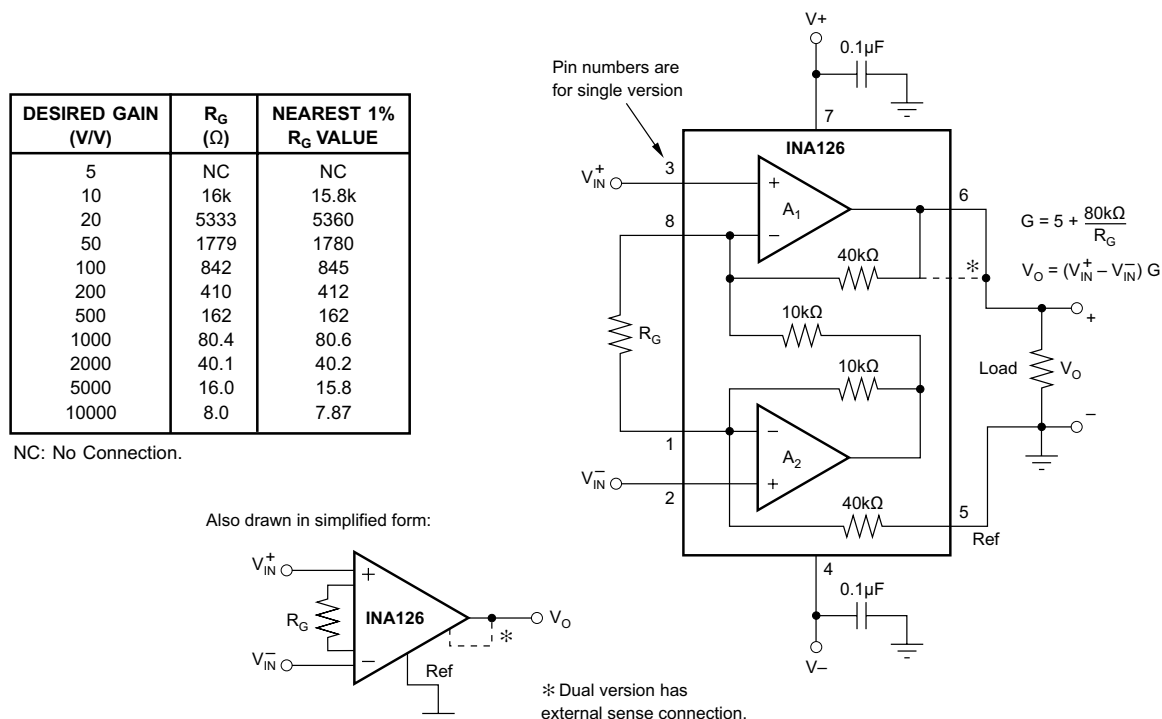 DESIRED GAIN (V/V) R_G (Ω) NEAREST 1% R_G VALUE
5 NC NC
10 16k 15.8k
20 5333 5360
50 1779 1780
100 842 845
200 410 412
500 162 162
1000 80.4 80.6
2000 40.1 40.2
5000 16.0 15.8
10000 8.0 7.87
NC: No Connection.
Pin numbers are
for single version
V+
0.1µF
7
INA126
V_IN^+
3
A_1
+
−
6
8
40kΩ
*
G = 5 + 80kΩ/R_G
V_O = (V_IN^+ – V_IN^–) G
R_G
10kΩ
10kΩ
+
Load
V_O
−
1
−
A_2
+
V_IN^–
2
40kΩ
5
Ref
4
0.1µF
V–
Also drawn in simplified form:
V_IN^+
+
R_G
INA126
V_O
*
V_IN^–
−
Ref
* Dual version has
external sense connection.